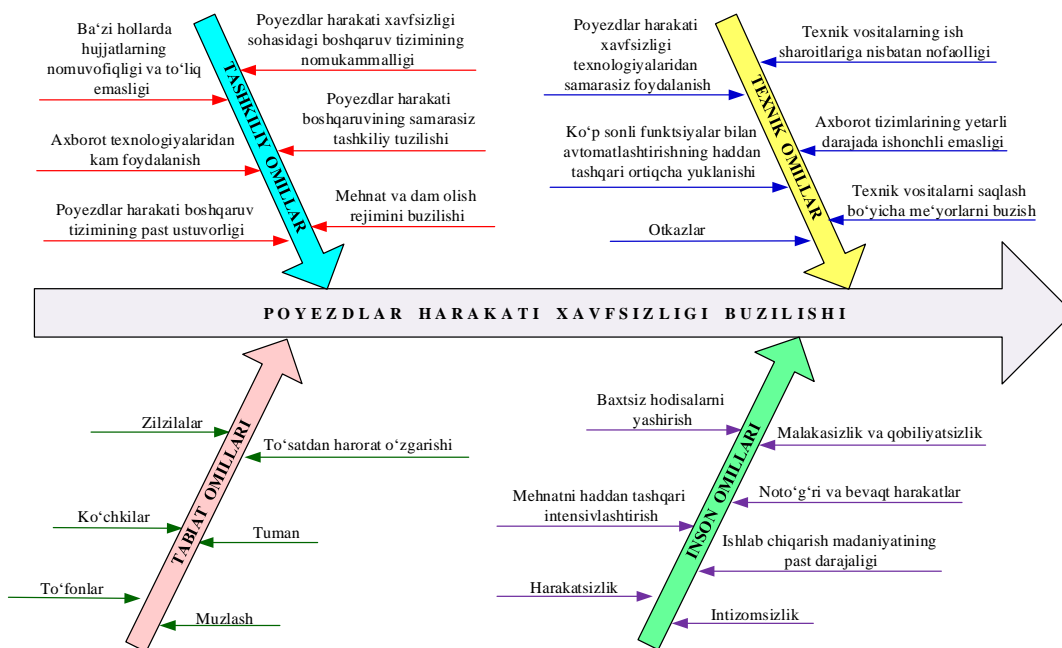 Ba‘zi hollarda
hujjatlarning
nomuvofiqligi va to‘liq
emasligi
Poyezdlar harakati xavfsizligi
sohasidagi boshqaruv tizimining
nomukammalligi
Axborot texnologiyalaridan
kam foydalanish
Poyezdlar harakati
boshqaruvining samarasiz
tashkiliy tuzilishi
Poyezdlar harakati boshqaruv
tizimining past ustuvorligi
Mehnat va dam olish
rejimini buzilishi
TASHKILIY OMILLAR
Poyezdlar harakati
xavfsizligi
texnologiyalaridan
samarasiz foydalanish
Texnik vositalarning ish
sharoitlariga nisbatan nofaolligi
Ko‘p sonli funktsiyalar bilan
avtomatlashtirishning haddan
tashqari ortiqcha yuklanishi
Axborot tizimlarining yetarli
darajada ishonchli emasligi
Otkazlar
Texnik vositalarni saqlash
bo‘yicha me‘yorlarni buzish
TEXNIK OMILLAR
POYEZDLAR HARAKATI XAVFSIZLIGI BUZILISHI
Zilzilalar
To‘satdan harorat o‘zgarishi
Ko‘chkilar
Tuman
To‘fonlar
Muzlash
TABIAT OMILLARI
Baxtsiz hodisalarni
yashirish
Malakasizlik va qobiliyatsizlik
Mehnatni haddan tashqari
intensivlashtirish
Noto‘g‘ri va bevaqt harakatlar
Ishlab chiqarish madaniyatining
past darajaligi
Harakatsizlik
Intizomsizlik
INSON OMILLARI